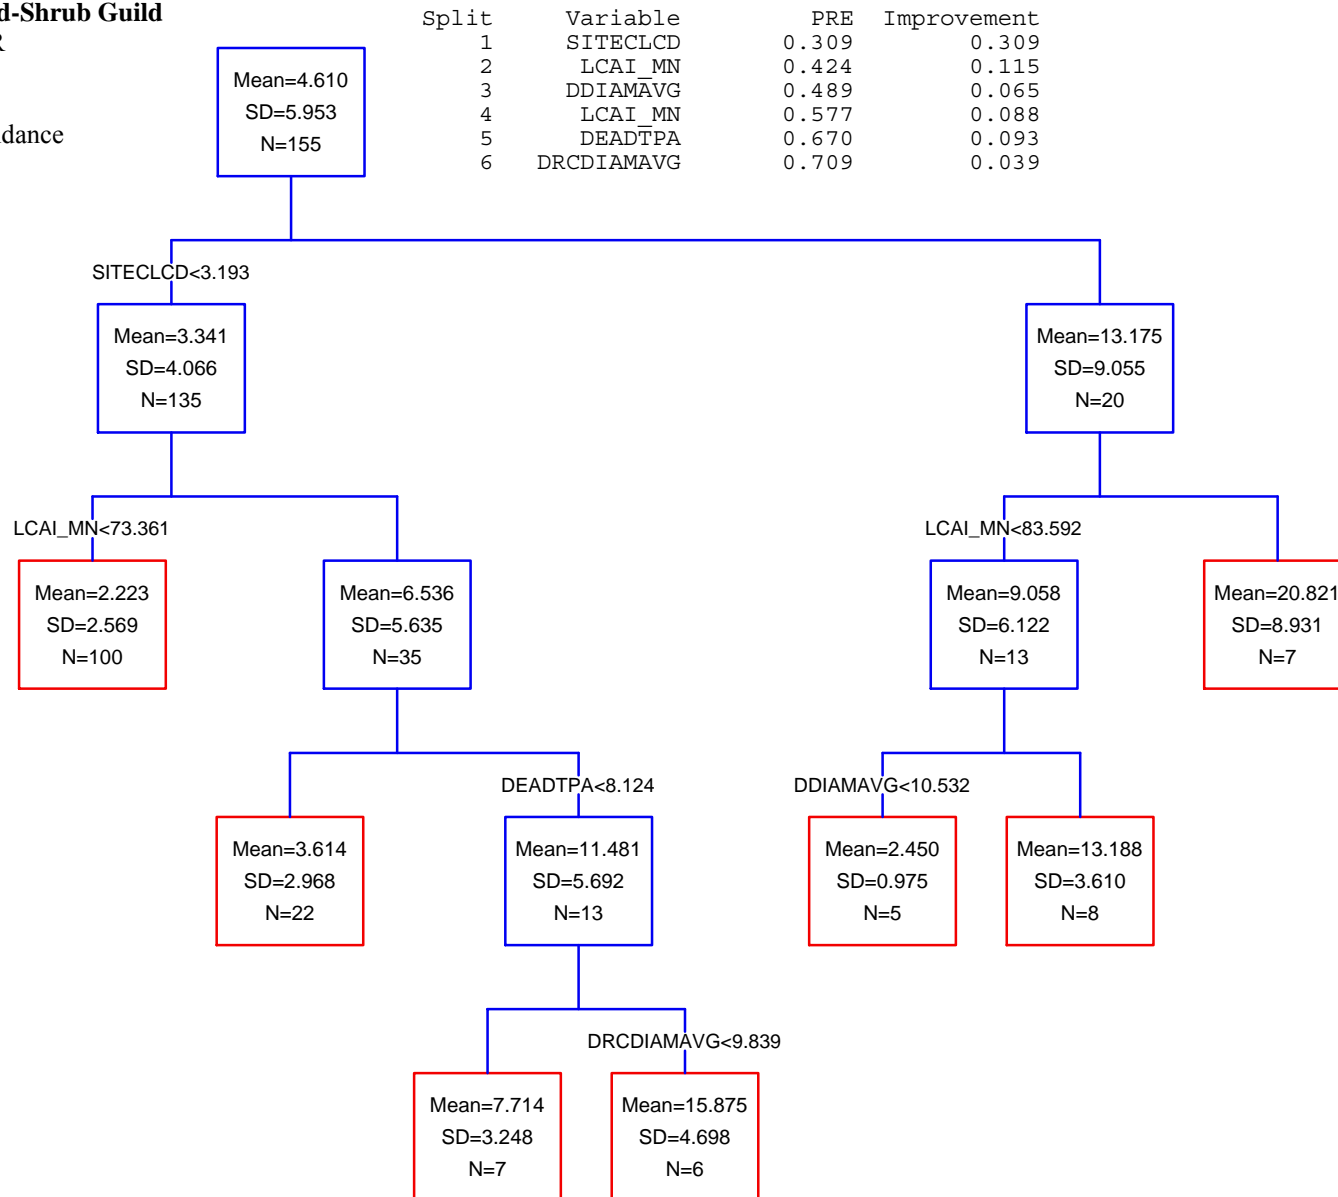 d-Shrub Guild
R
dance
Split Variable PRE Improvement
1 SITECLCD 0.309 0.309
2 LCAI_MN 0.424 0.115
3 DDIAMAVG 0.489 0.065
4 LCAI_MN 0.577 0.088
5 DEADTPA 0.670 0.093
6 DRCDIAMAVG 0.709 0.039
Mean=4.610
SD=5.953
N=155
SITECLCD<3.193
Mean=3.341
SD=4.066
N=135
Mean=13.175
SD=9.055
N=20
LCAI_MN<73.361
LCAI_MN<83.592
Mean=2.223
SD=2.569
N=100
Mean=6.536
SD=5.635
N=35
Mean=9.058
SD=6.122
N=13
Mean=20.821
SD=8.931
N=7
DEADTPA<8.124
DDIAMAVG<10.532
Mean=3.614
SD=2.968
N=22
Mean=11.481
SD=5.692
N=13
Mean=2.450
SD=0.975
N=5
Mean=13.188
SD=3.610
N=8
DRCDIAMAVG<9.839
Mean=7.714
SD=3.248
N=7
Mean=15.875
SD=4.698
N=6